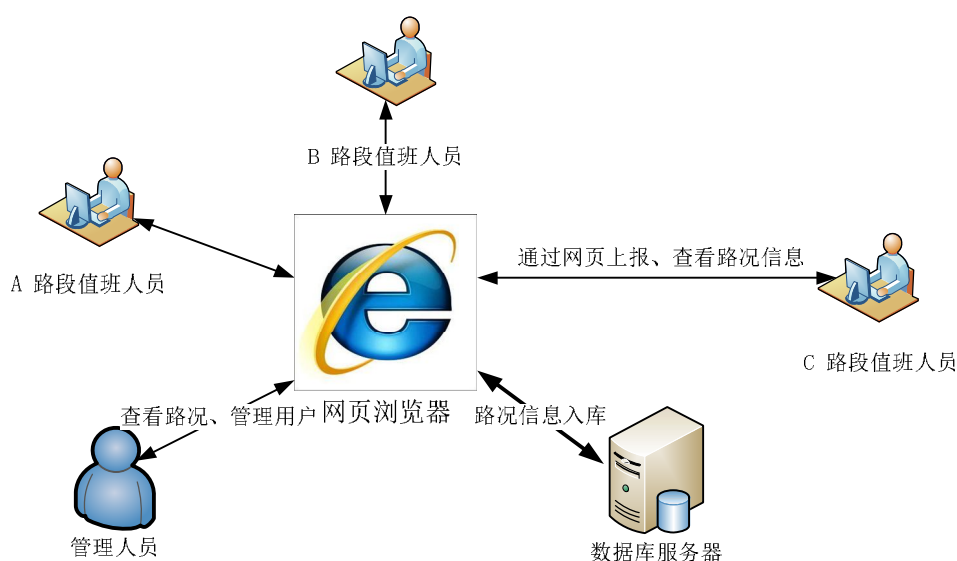 B 路段值班人员
A 路段值班人员
通过网页上报、查看路况信息
C 路段值班人员
查看路况、管理用户
网页浏览器
路况信息入库
管理人员
数据库服务器